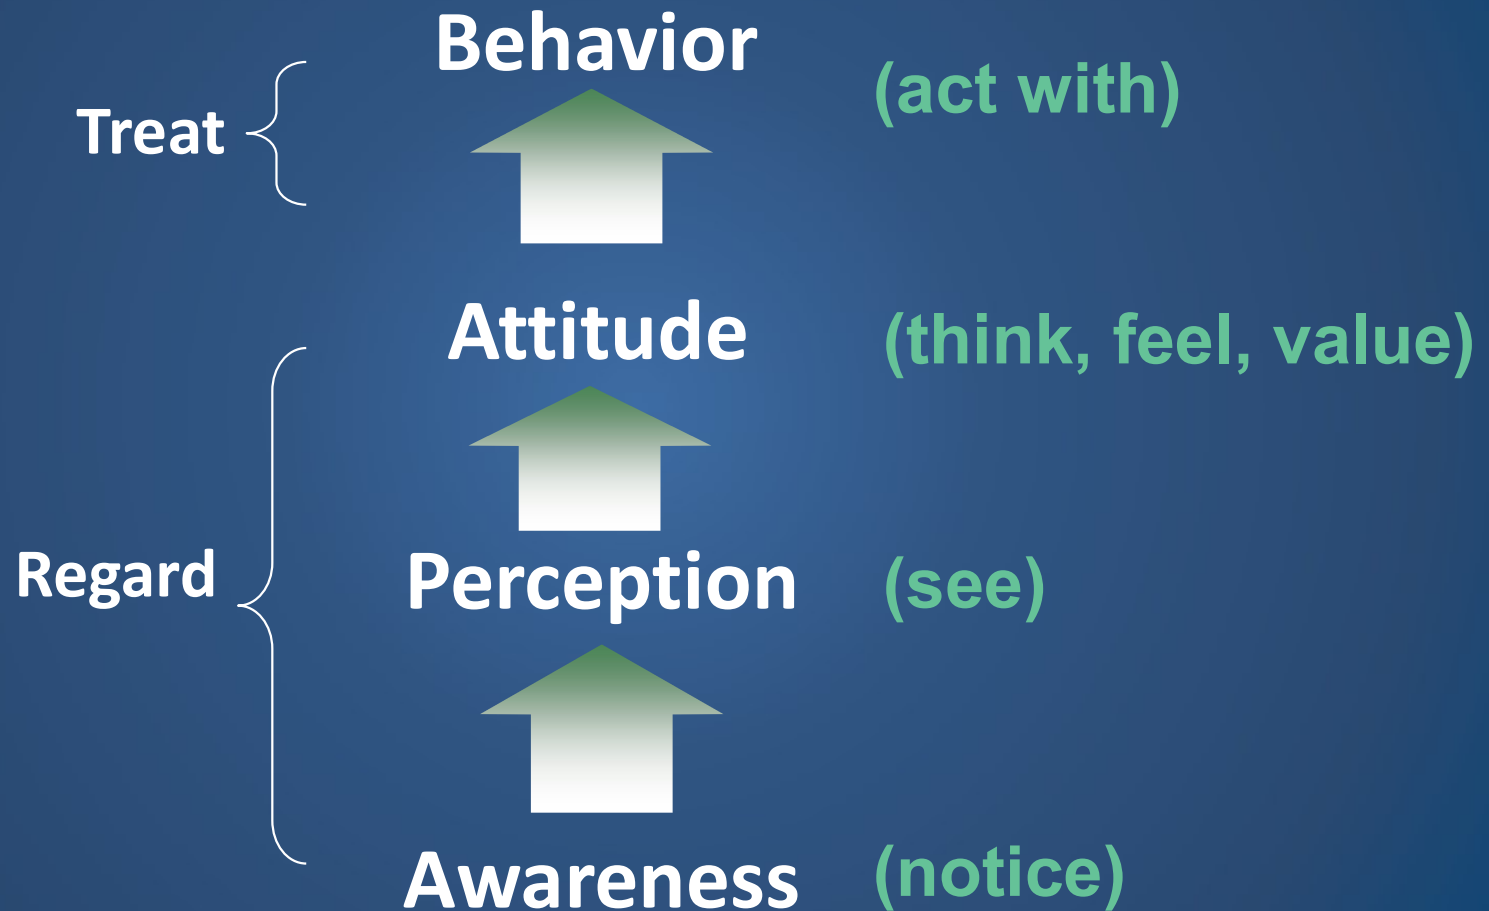 Behavior
(act with)
Treat
Attitude
(think, feel, value)
Regard
Perception
(see)
Awareness
(notice)